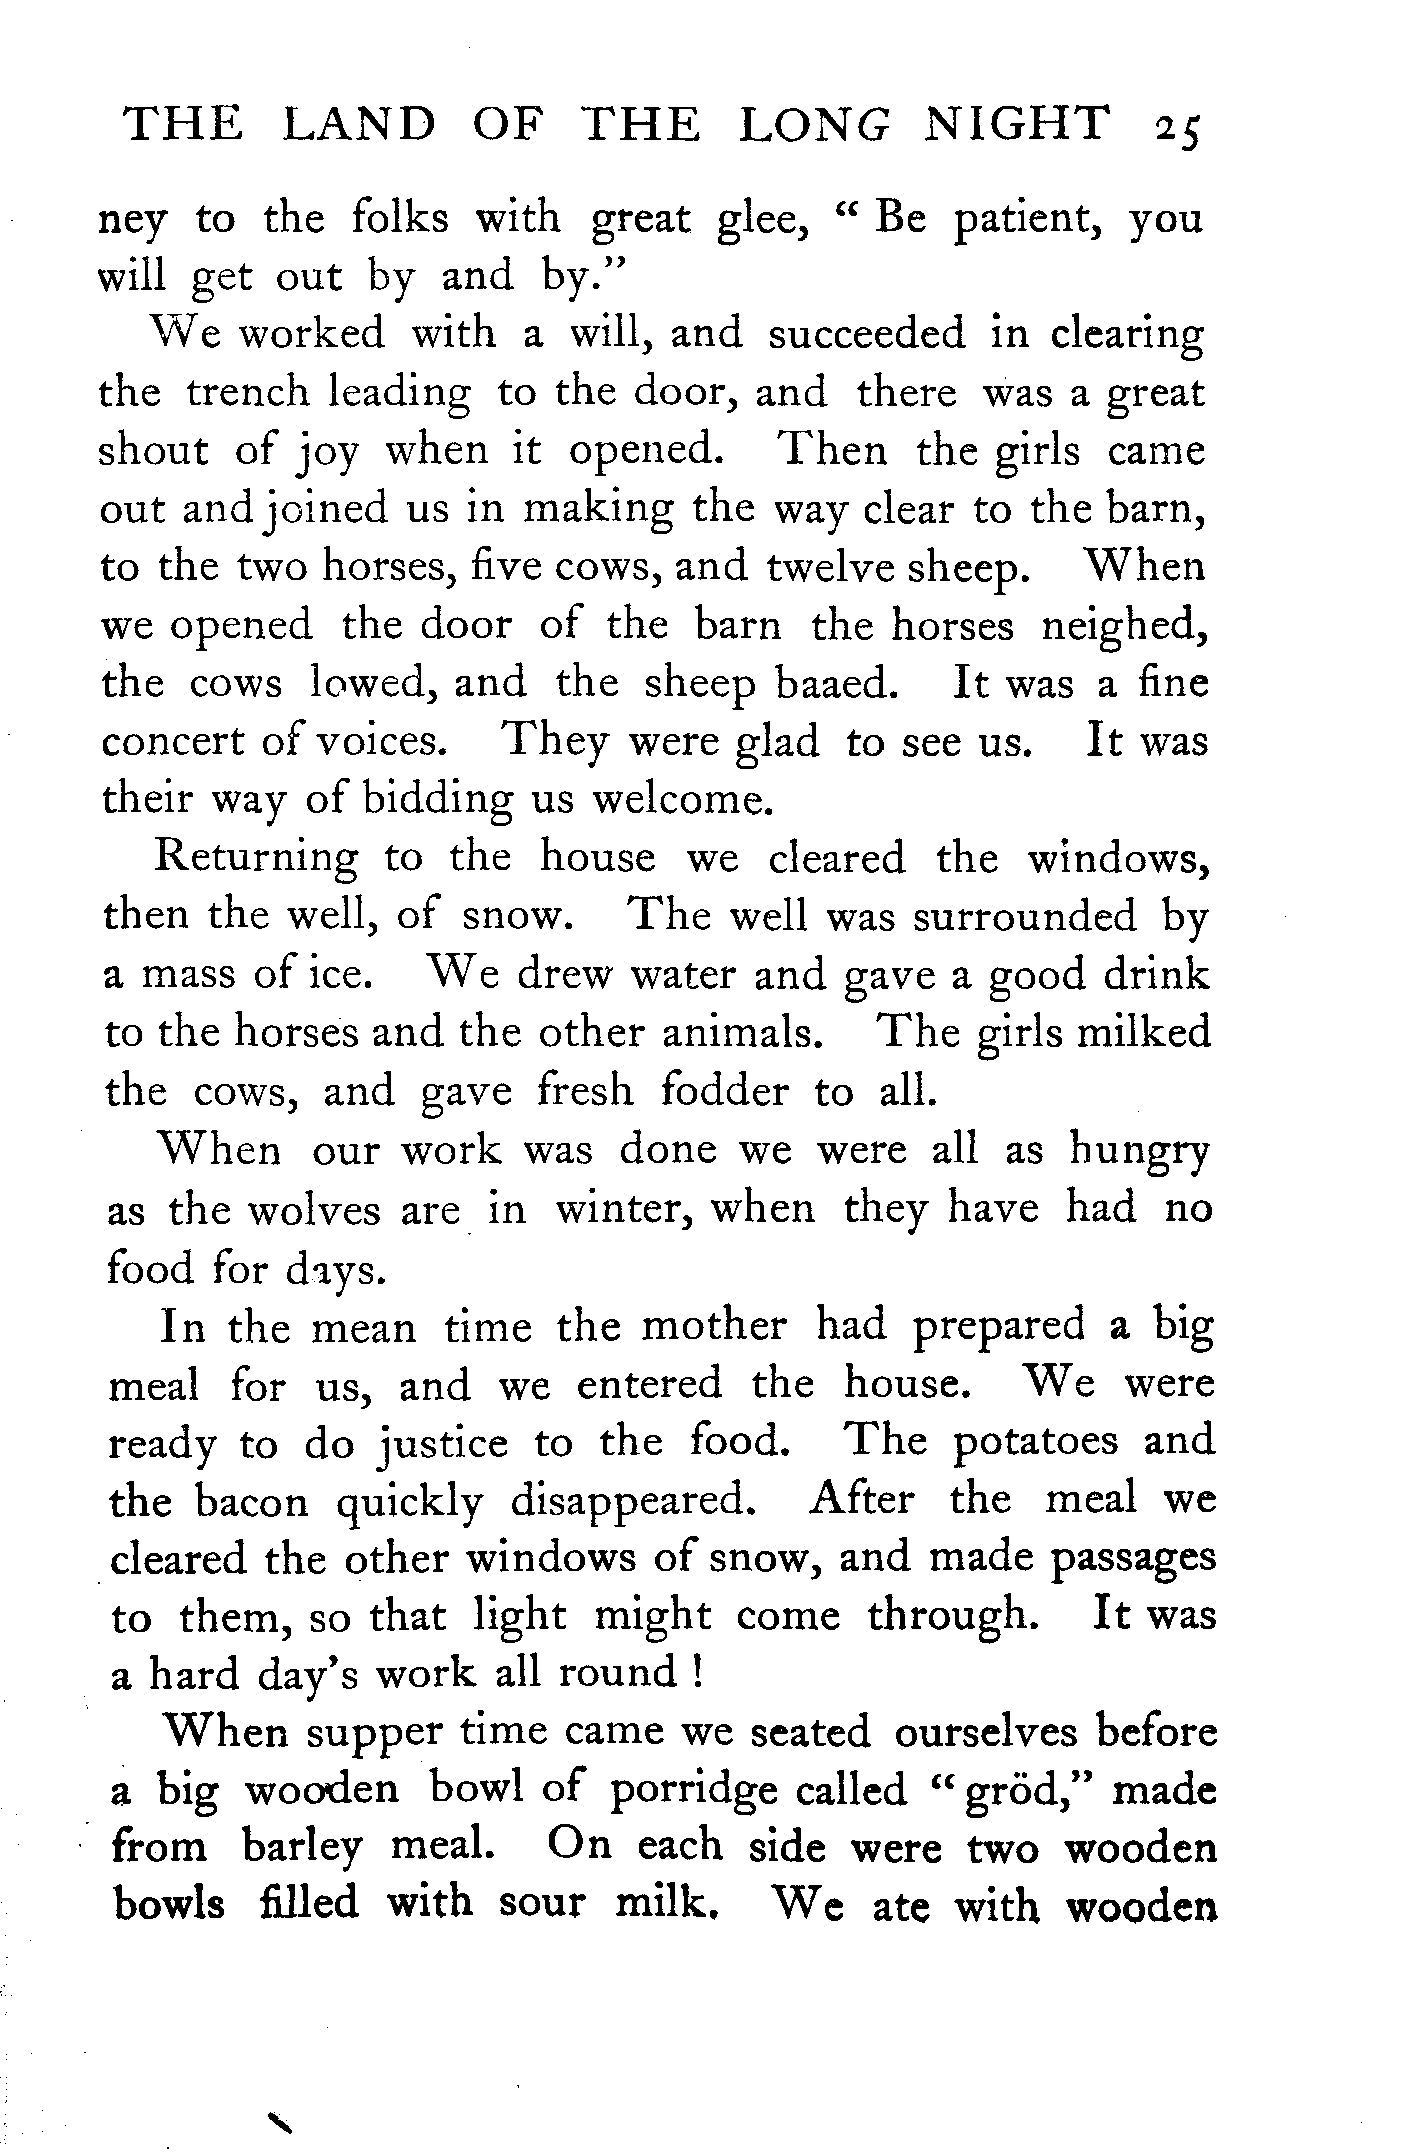 THE LAND OF THE LONG NIGHT 25
ney to the folks with great glee, “ Be patient, you
will get out by and by.”
We worked with a will, and succeeded in clearing
the trench leading to the door, and there was a great
shout of joy when it opened. Then the girls came
out and joined us in making the way clear to the barn,
to the two horses, five cows, and twelve sheep. When
we opened the door of the barn the horses neighed,
the cows lowed, and the sheep baaed. It was a fine
concert of voices. They were glad to see us. It was
their way of bidding us welcome.
Returning to the house we cleared the windows,
then the well, of snow. The well was surrounded by
a mass of ice. We drew water and gave a good drink
to the horses and the other animals. The girls milked
the cows, and gave fresh fodder to all.
When our work was done we were all as hungry
as the wolves are in winter, when they have had no
food for days.
In the mean time the mother had prepared a big
meal for us, and we entered the house. We were
ready to do justice to the food. The potatoes and
the bacon quickly disappeared. After the meal we
cleared the other windows of snow, and made passages
to them, so that light might come through. It was
a hard day’s work all round !
When supper time came we seated ourselves before
a big wooden bowl of porridge called “ gröd,” made
from barley meal. On each side were two wooden
bowls filled with sour milk. We ate with wooden